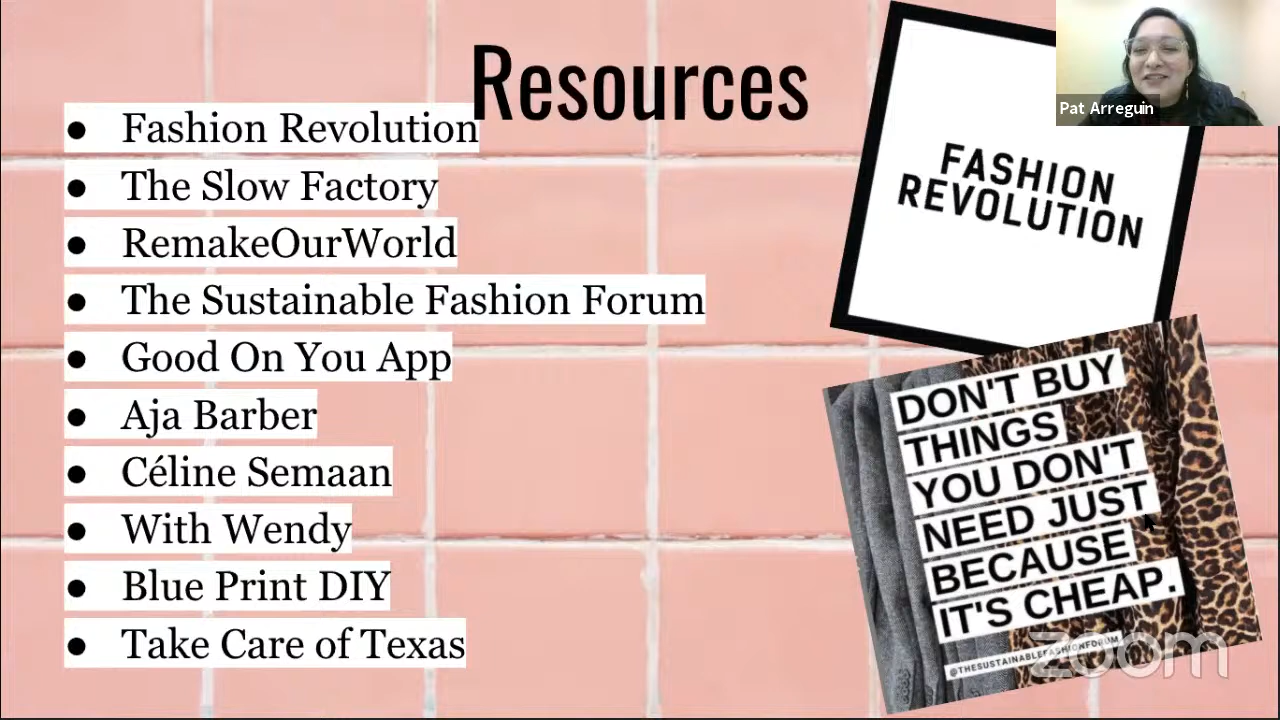 Resources
● Fashion Revolution
● The Slow Factory
● RemakeOurWorld
● The Sustainable Fashion Forum
● Good On You App
● Aja Barber
● Céline Semaan
● With Wendy
● Blue Print DIY
● Take Care of Texas
FASHION
REVOLUTION
Pat Arreguin
DON'T BUY
THINGS
YOU DON'T
NEED JUST
BECAUSE
IT'S CHEAP.
@THESUSTAINABLEFASHIONFORUM
zoom